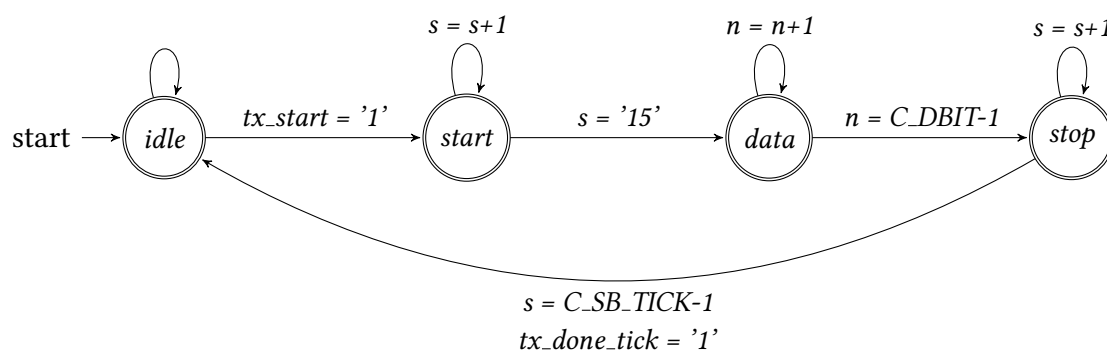 s = s+1
n = n+1
s = s+1
start
idle
tx_start = '1'
start
s = '15'
data
n = C_DBIT-1
stop
s = C_SB_TICK-1
tx_done_tick = '1'